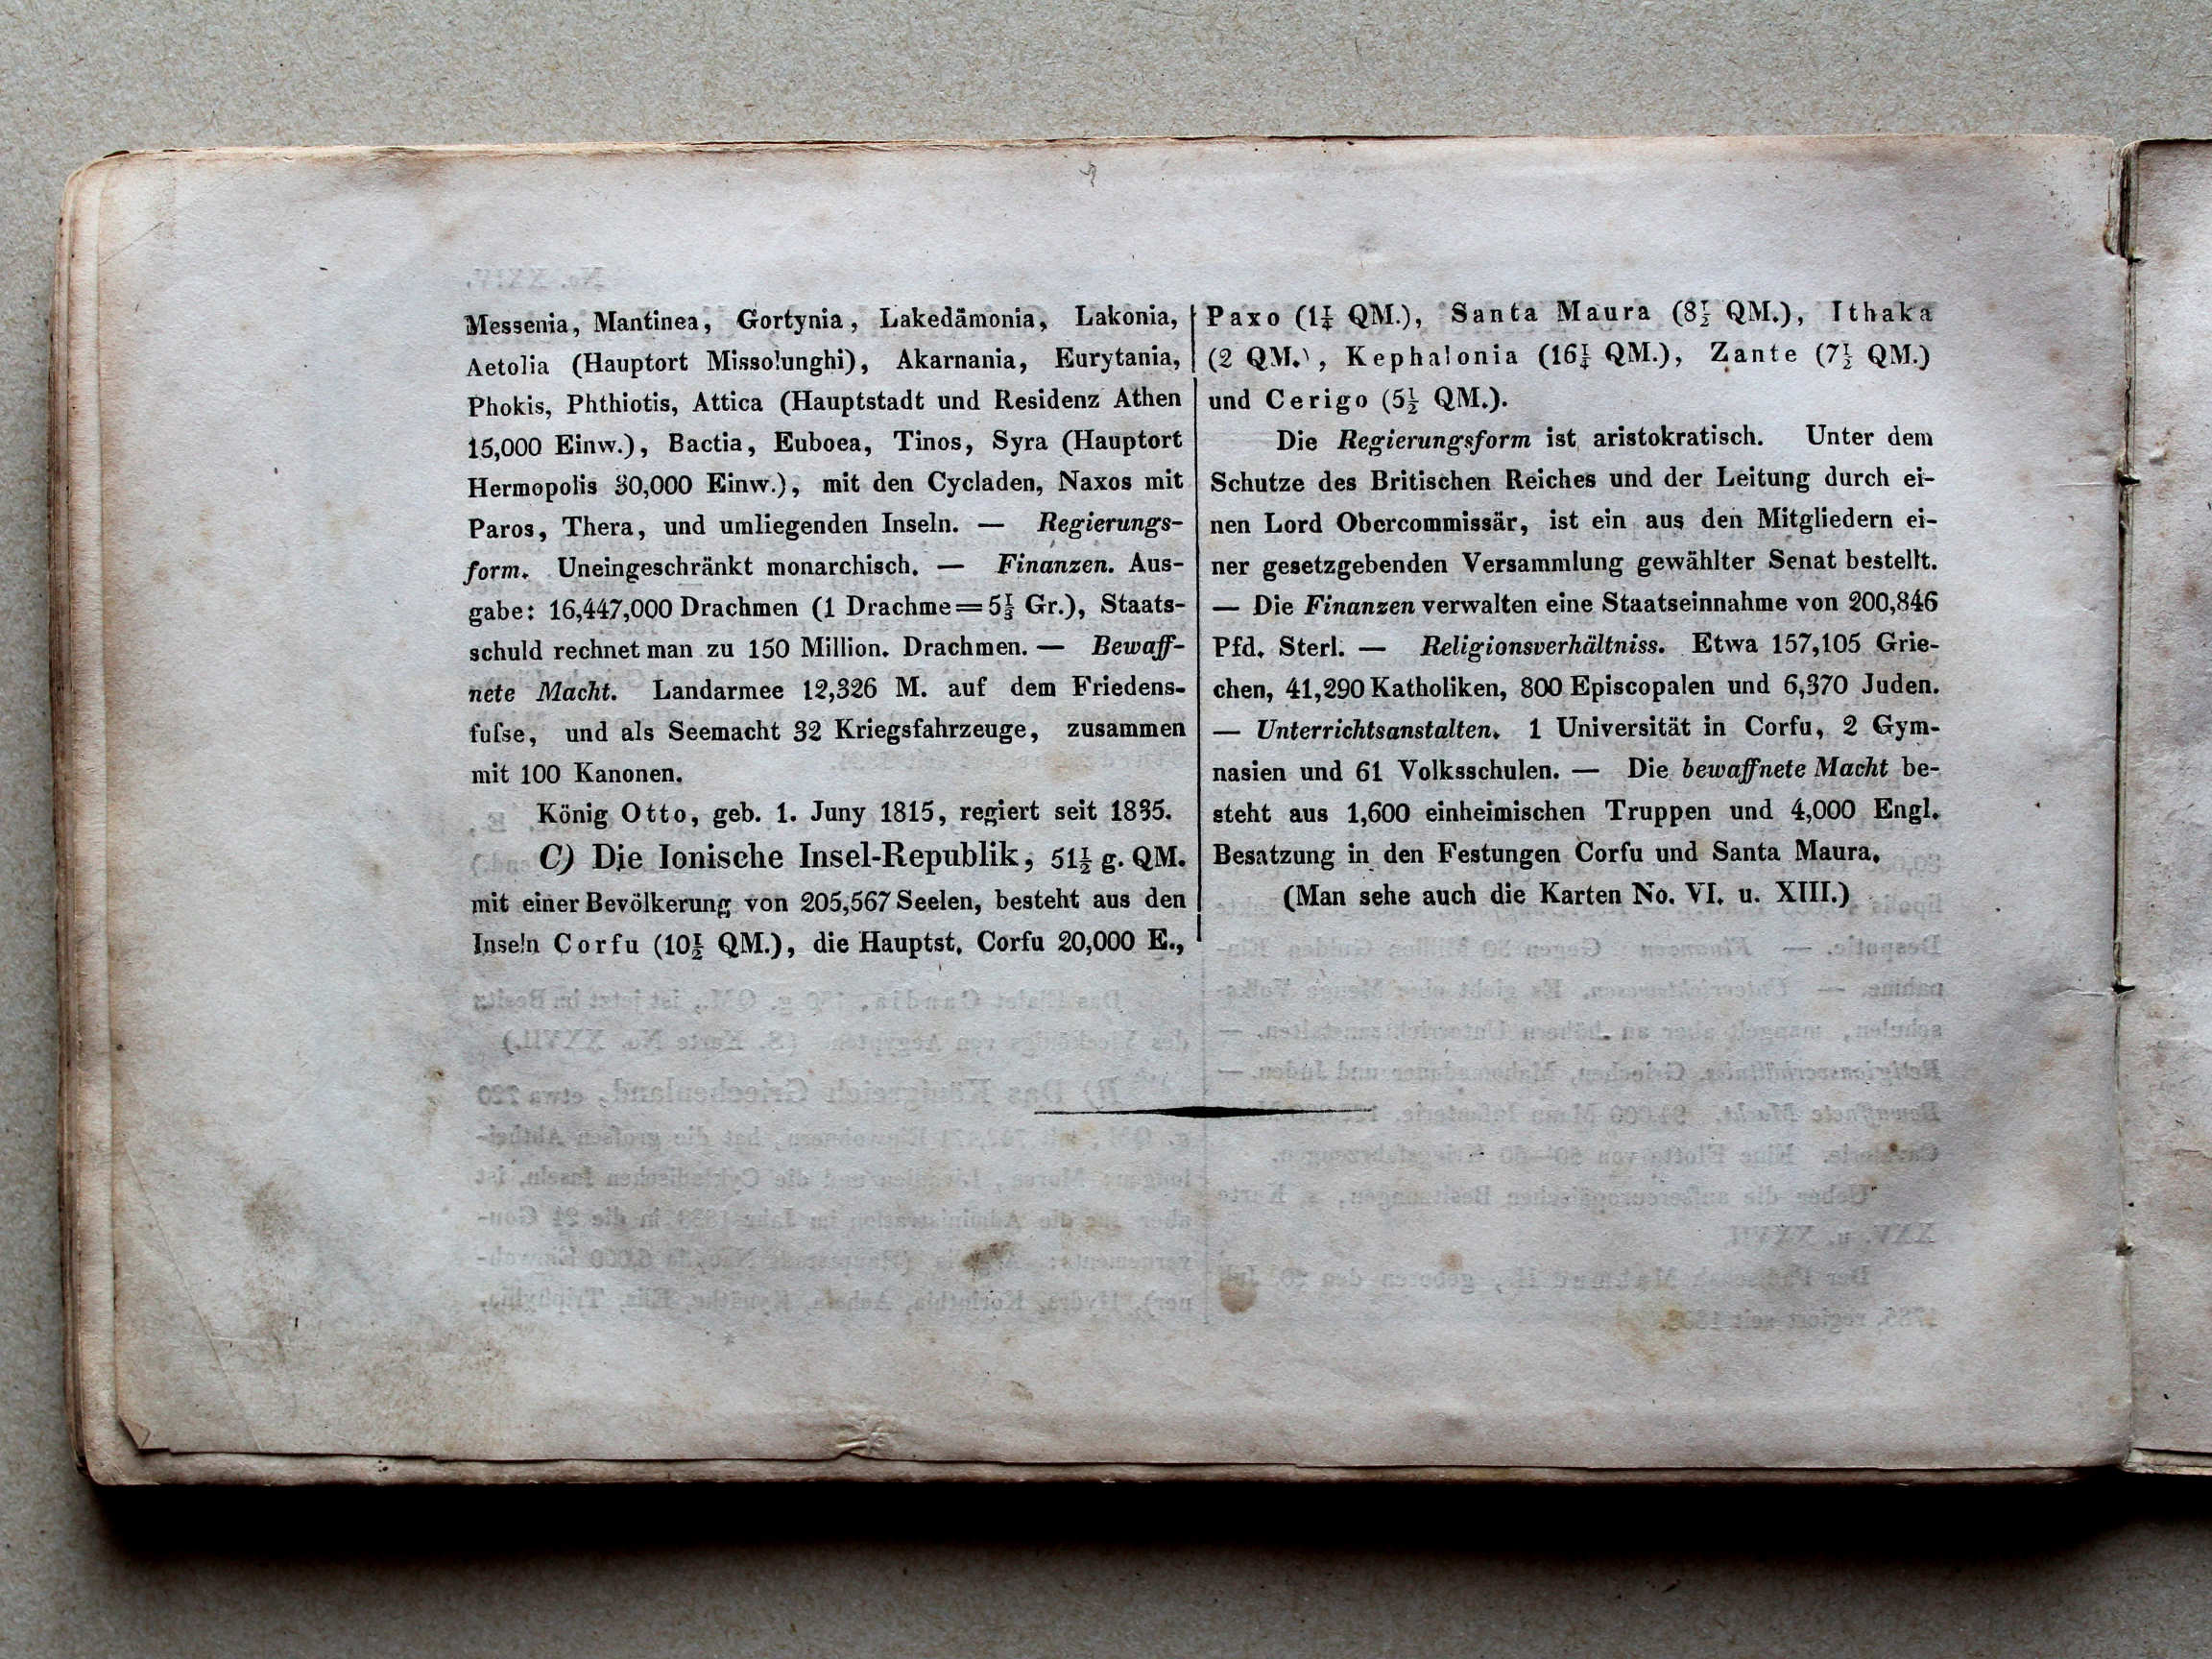 Messenia, Mantinea, Gortynia, Lakedämonia, Lakonia,
Aetolia (Hauptort Missolunghi), Akarnania, Eurytania,
Phokis, Phthiotis, Attica (Hauptstadt und Residenz Athen
15,000 Einw.), Bactia, Euboea, Tinos, Syra (Hauptort
Hermopolis 30,000 Einw.), mit den Cycladen, Naxos mit
Paros, Thera, und umliegenden Inseln. — Regierungs-
form. Uneingeschränkt monarchisch. — Finanzen. Aus-
gabe: 16,447,000 Drachmen (1 Drachme=5⅓ Gr.), Staats-
schuld rechnet man zu 150 Million. Drachmen. — Bewaff-
nete Macht. Landarmee 12,326 M. auf dem Friedens-
fuſse, und als Seemacht 32 Kriegsfahrzeuge, zusammen
mit 100 Kanonen.
König Otto, geb. 1. Juny 1815, regiert seit 1835.
C) Die Ionische Insel-Republik, 51½ g. QM.
mit einer Bevölkerung von 205,567 Seelen, besteht aus den
Inseln Corfu (10½ QM.), die Hauptst. Corfu 20,000 E.,
Paxo (1¼ QM.), Santa Maura (8½ QM.), Ithaka
(2 QM.), Kephalonia (16¼ QM.), Zante (7½ QM.)
und Cerigo (5½ QM.).
Die Regierungsform ist aristokratisch. Unter dem
Schutze des Britischen Reiches und der Leitung durch ei-
nen Lord Obercommissär, ist ein aus den Mitgliedern ei-
ner gesetzgebenden Versammlung gewählter Senat bestellt.
— Die Finanzen verwalten eine Staatseinnahme von 200,846
Pfd. Sterl. — Religionsverhältniss. Etwa 157,105 Grie-
chen, 41,290 Katholiken, 800 Episcopalen und 6,370 Juden.
— Unterrichtsanstalten. 1 Universität in Corfu, 2 Gym-
nasien und 61 Volksschulen. — Die bewaffnete Macht be-
steht aus 1,600 einheimischen Truppen und 4,000 Engl.
Besatzung in den Festungen Corfu und Santa Maura.
(Man sehe auch die Karten No. VI. u. XIII.)